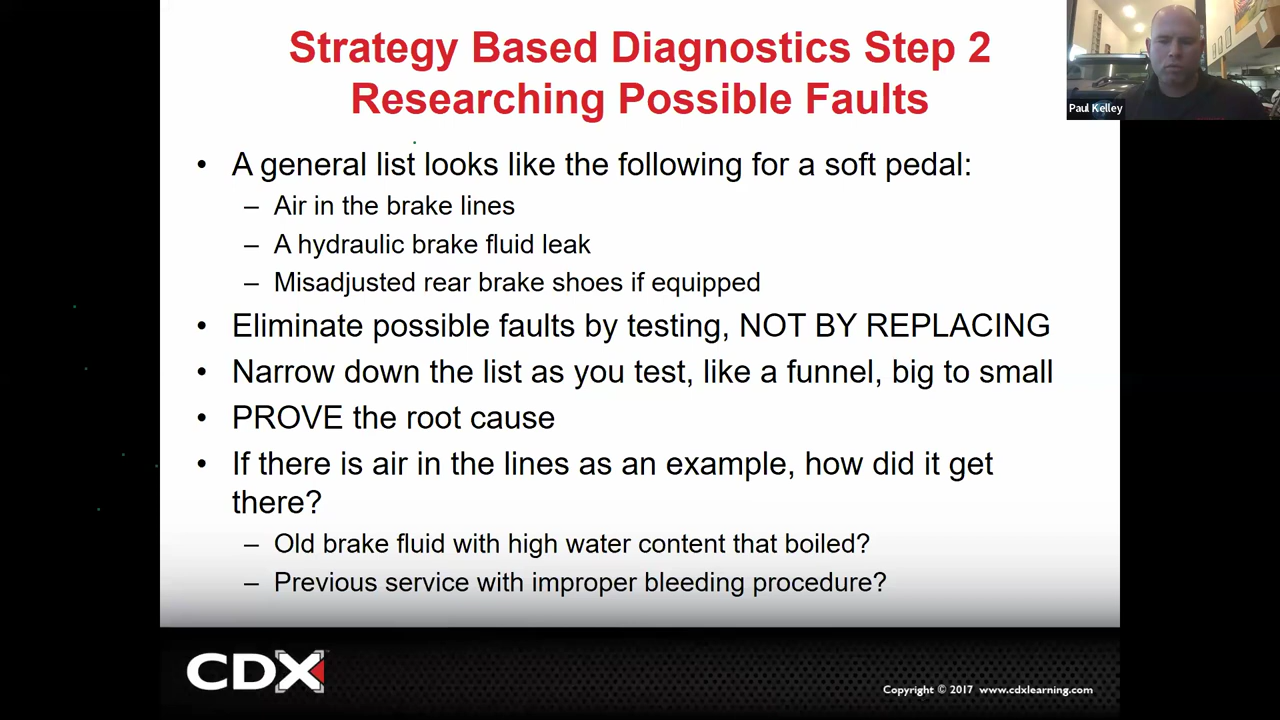 Strategy Based Diagnostics Step 2
Researching Possible Faults
Paul Kelley
• A general list looks like the following for a soft pedal:
– Air in the brake lines
– A hydraulic brake fluid leak
– Misadjusted rear brake shoes if equipped
• Eliminate possible faults by testing, NOT BY REPLACING
• Narrow down the list as you test, like a funnel, big to small
• PROVE the root cause
• If there is air in the lines as an example, how did it get
there?
– Old brake fluid with high water content that boiled?
– Previous service with improper bleeding procedure?
CDX
Copyright © 2017 www.cdxlearning.com